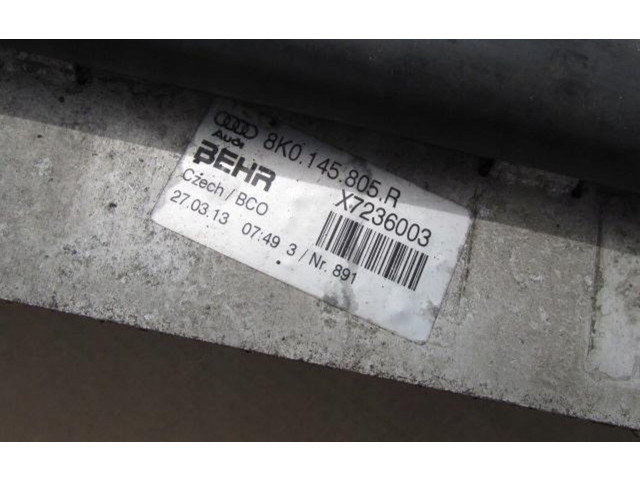 Audi 8K0.145.805.R
BEHR X7236003
Czech / BCO
27.03.13 07:49 3 / Nr. 891